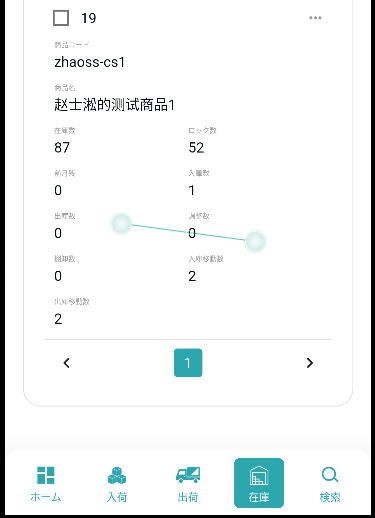 19
商品コード
zhaoss-cs1
商品名
赵士淞的测试商品1
在庫数 ロック数
87 52
前月残 入庫数
0 1
出庫数 調整数
0 0
棚卸数 入庫移動数
0 2
出庫移動数
2
1
ホーム 入荷 出荷 在庫 検索